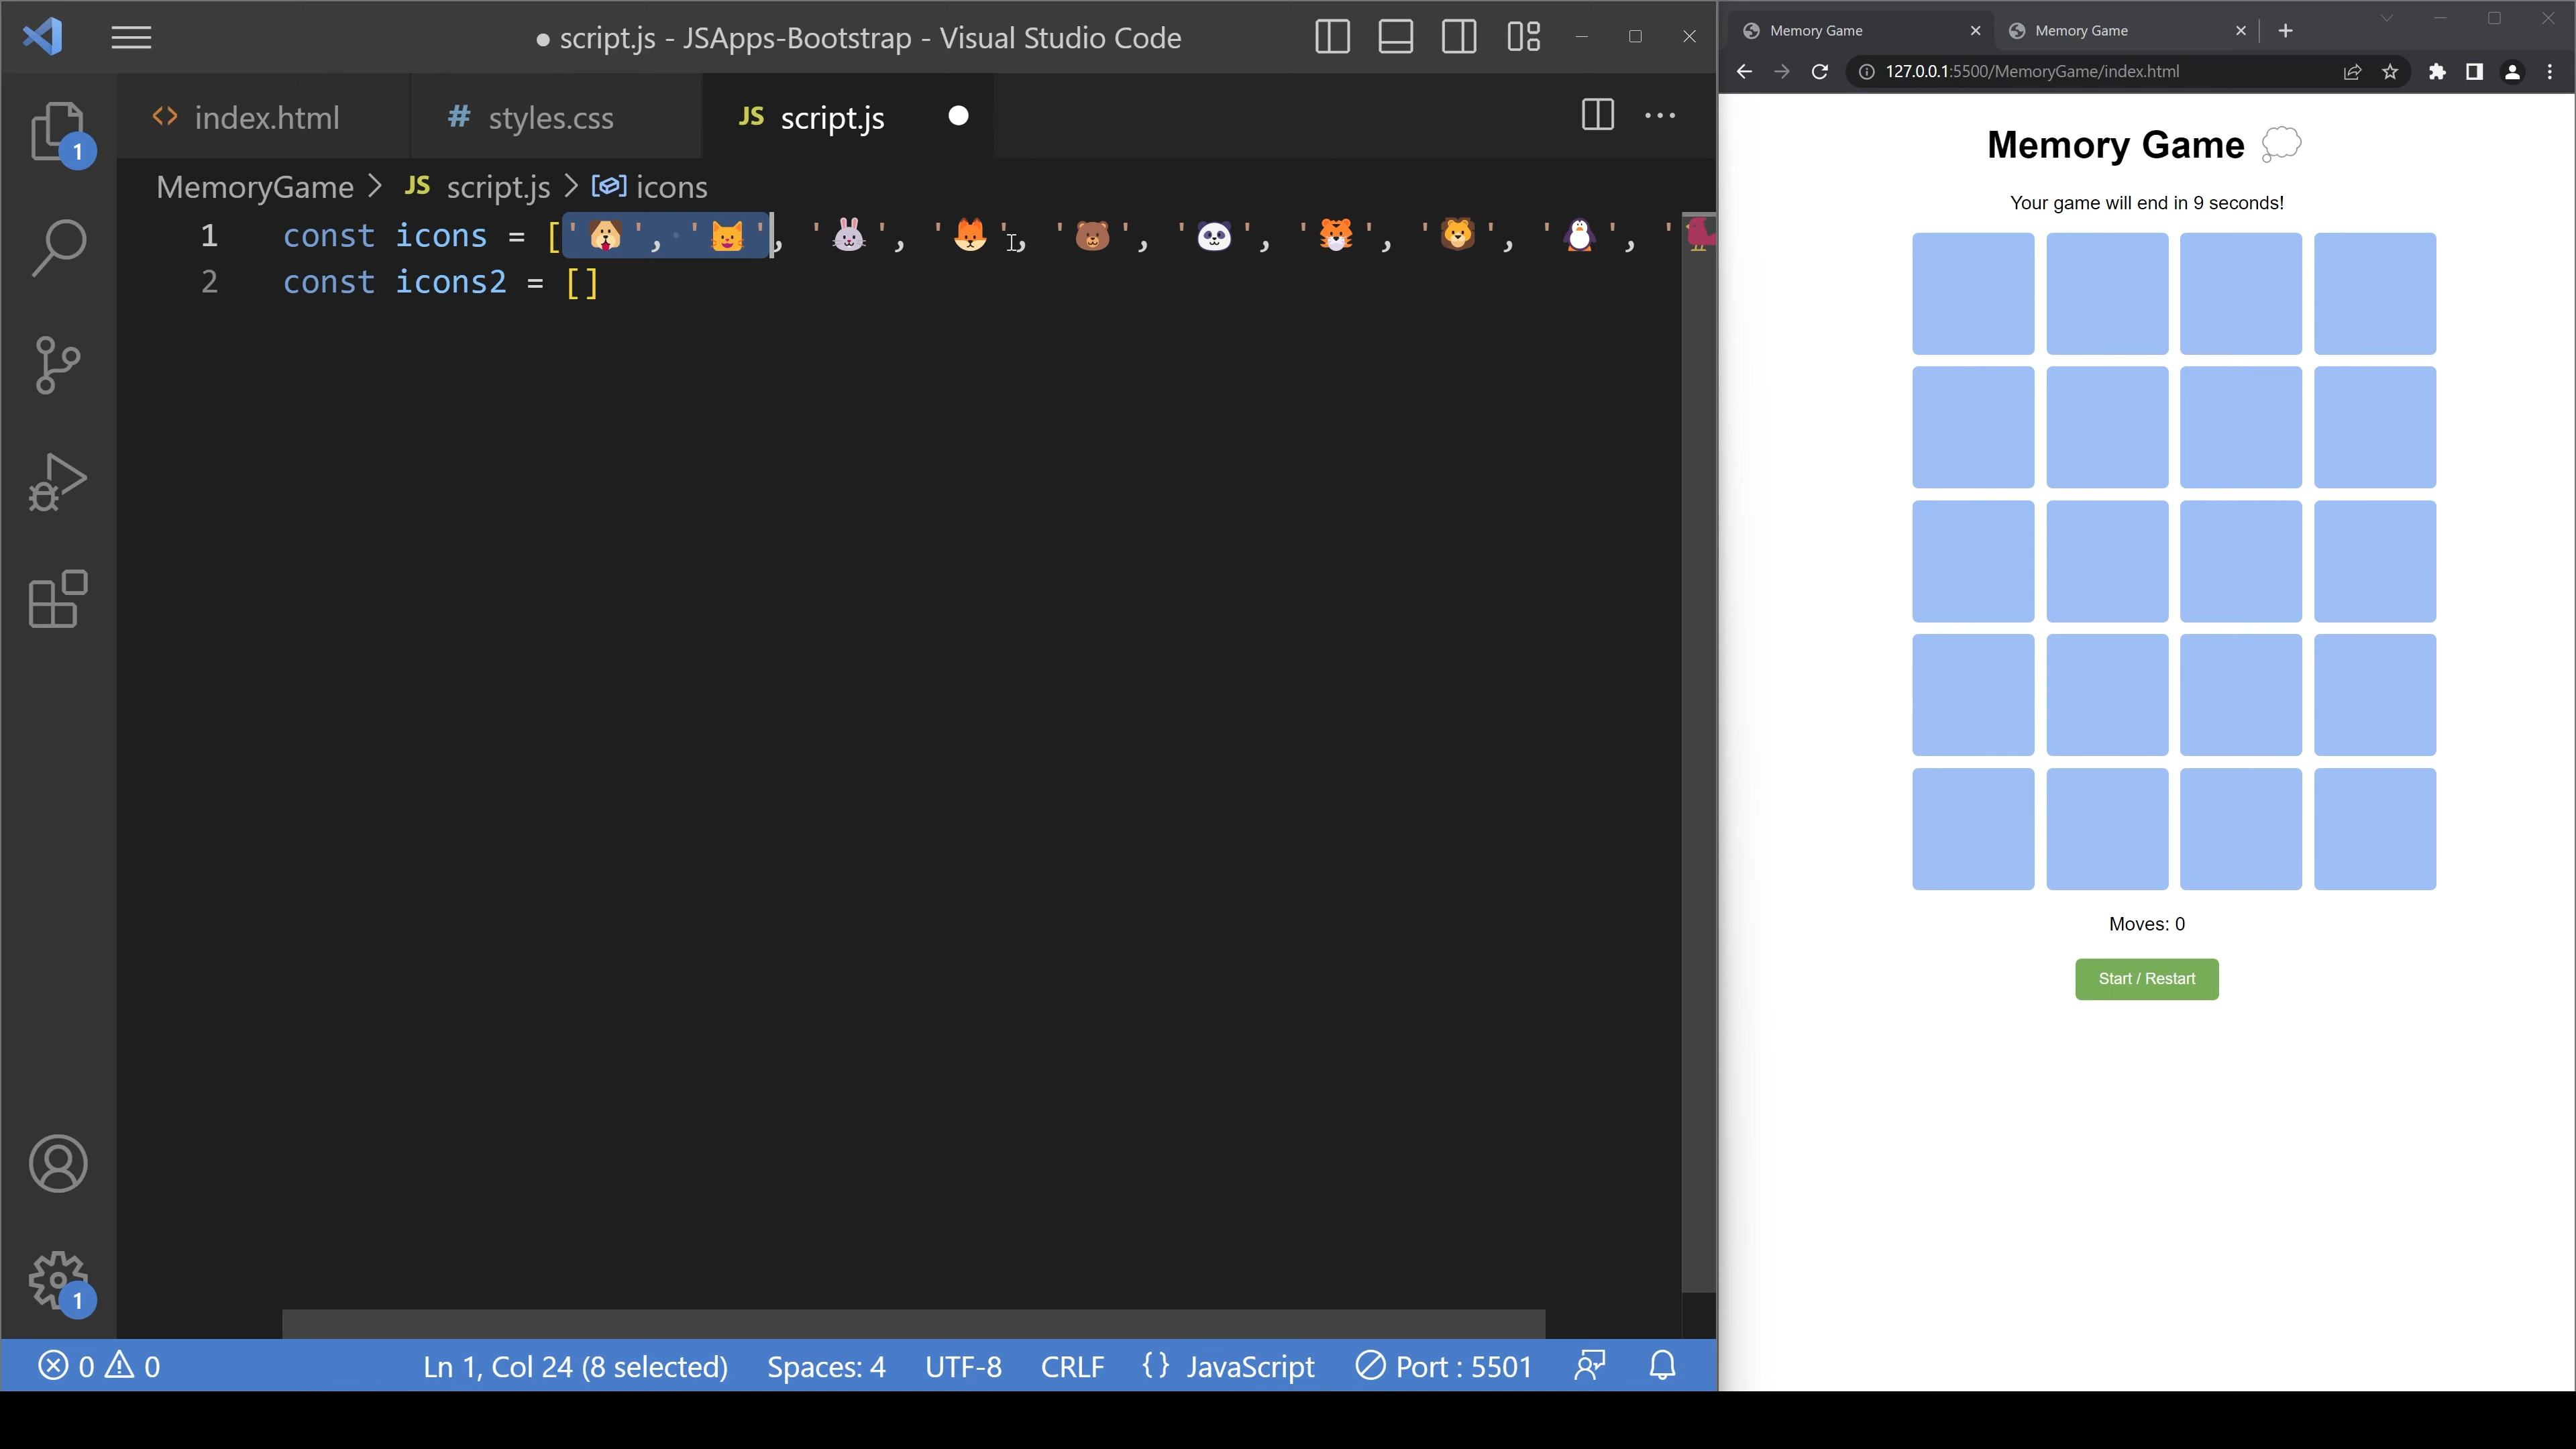 ● script.js - JSApps-Bootstrap - Visual Studio Code
<> index.html
# styles.css
JS script.js ●
MemoryGame > JS script.js > icons
1 const icons = ['🐶', '😺', '🐰', '🦊', '🐻', '🐼', '🐯', '🦁', '🐧', '
2 const icons2 = []
1
1
0 0
Ln 1, Col 24 (8 selected)
Spaces: 4
UTF-8
CRLF
{} JavaScript
Port : 5501
Memory Game
Memory Game
127.0.0.1:5500/MemoryGame/index.html
Memory Game 💭
Your game will end in 9 seconds!
Moves: 0
Start / Restart